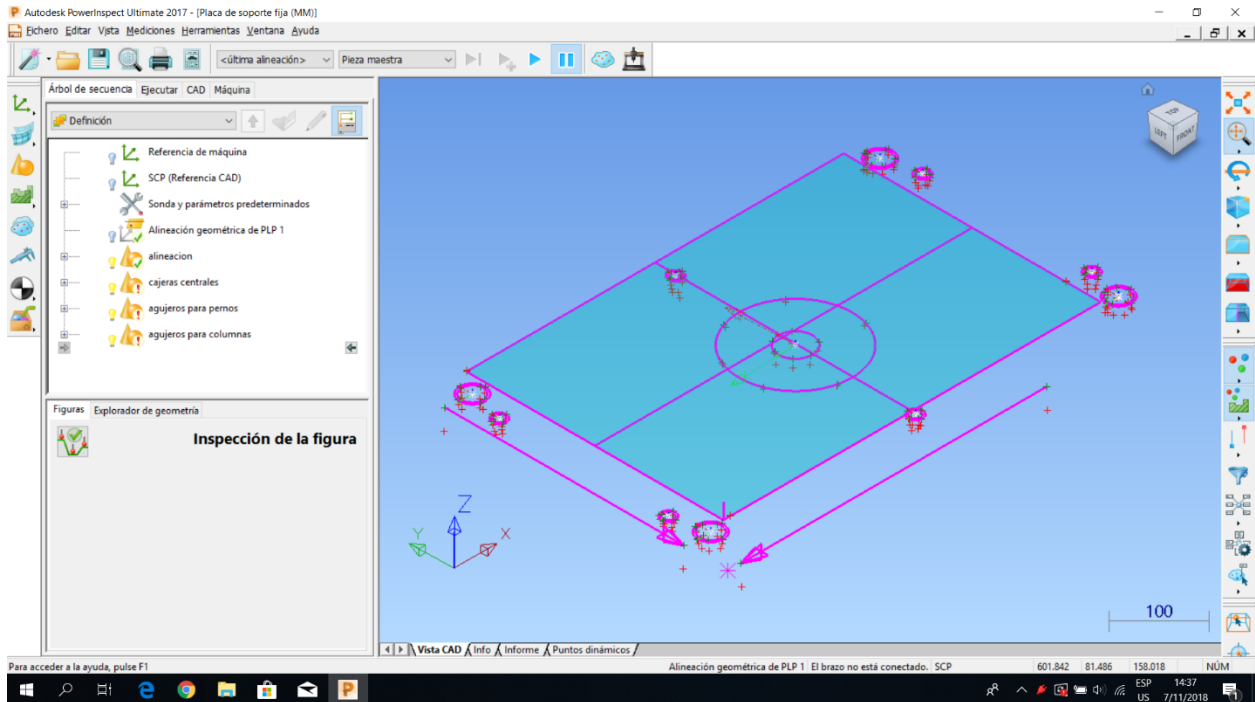 Autodesk PowerInspect Ultimate 2017 - [Placa de soporte fija (MM)]
Fichero Editar Vista Mediciones Herramientas Ventana Ayuda
<última alineación> Pieza maestra
Árbol de secuencia Ejecutar CAD Máquina
Definición
Referencia de máquina
SCP (Referencia CAD)
Sonda y parámetros predeterminados
Alineación geométrica de PLP 1
alineacion
cajeras centrales
agujeros para pernos
agujeros para columnas
Figuras Explorador de geometría
Inspección de la figura
TOP
LEFT FRONT
Z
Y X
100
Vista CAD Info Informe Puntos dinámicos
Para acceder a la ayuda, pulse F1 Alineación geométrica de PLP 1 El brazo no está conectado. SCP 601.842 81.486 158.018 NÚM
ESP 14:37
US 7/11/2018 1